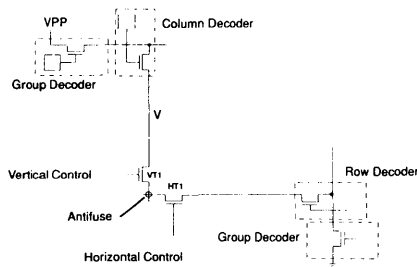 Column Decoder
VPP
Group Decoder
V
Vertical Control
VT1
HT1
Row Decoder
Antifuse
Group Decoder
Horizontal Control